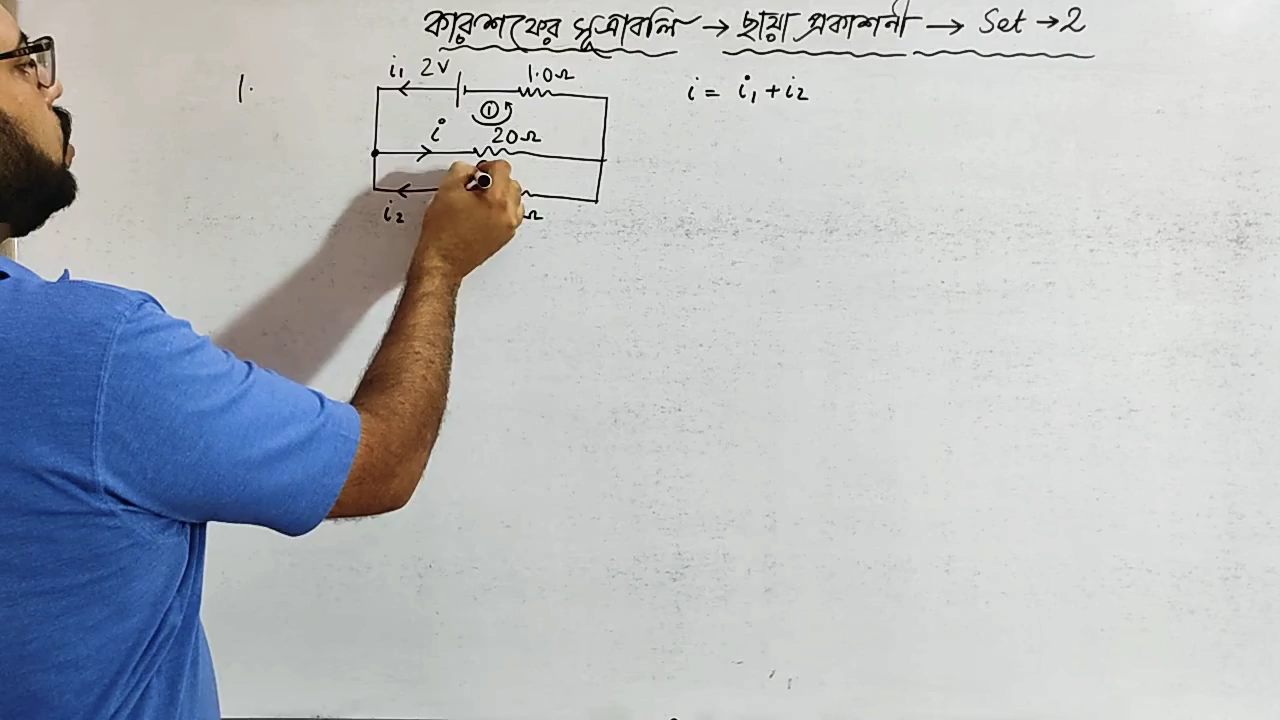 কারশফের সূত্রাবলি → ছায়া প্রকাশনী → Set → 2
1.
i₁ 2V 1.0Ω
i = i₁ + i₂
①
i 20Ω
i₂ Ω